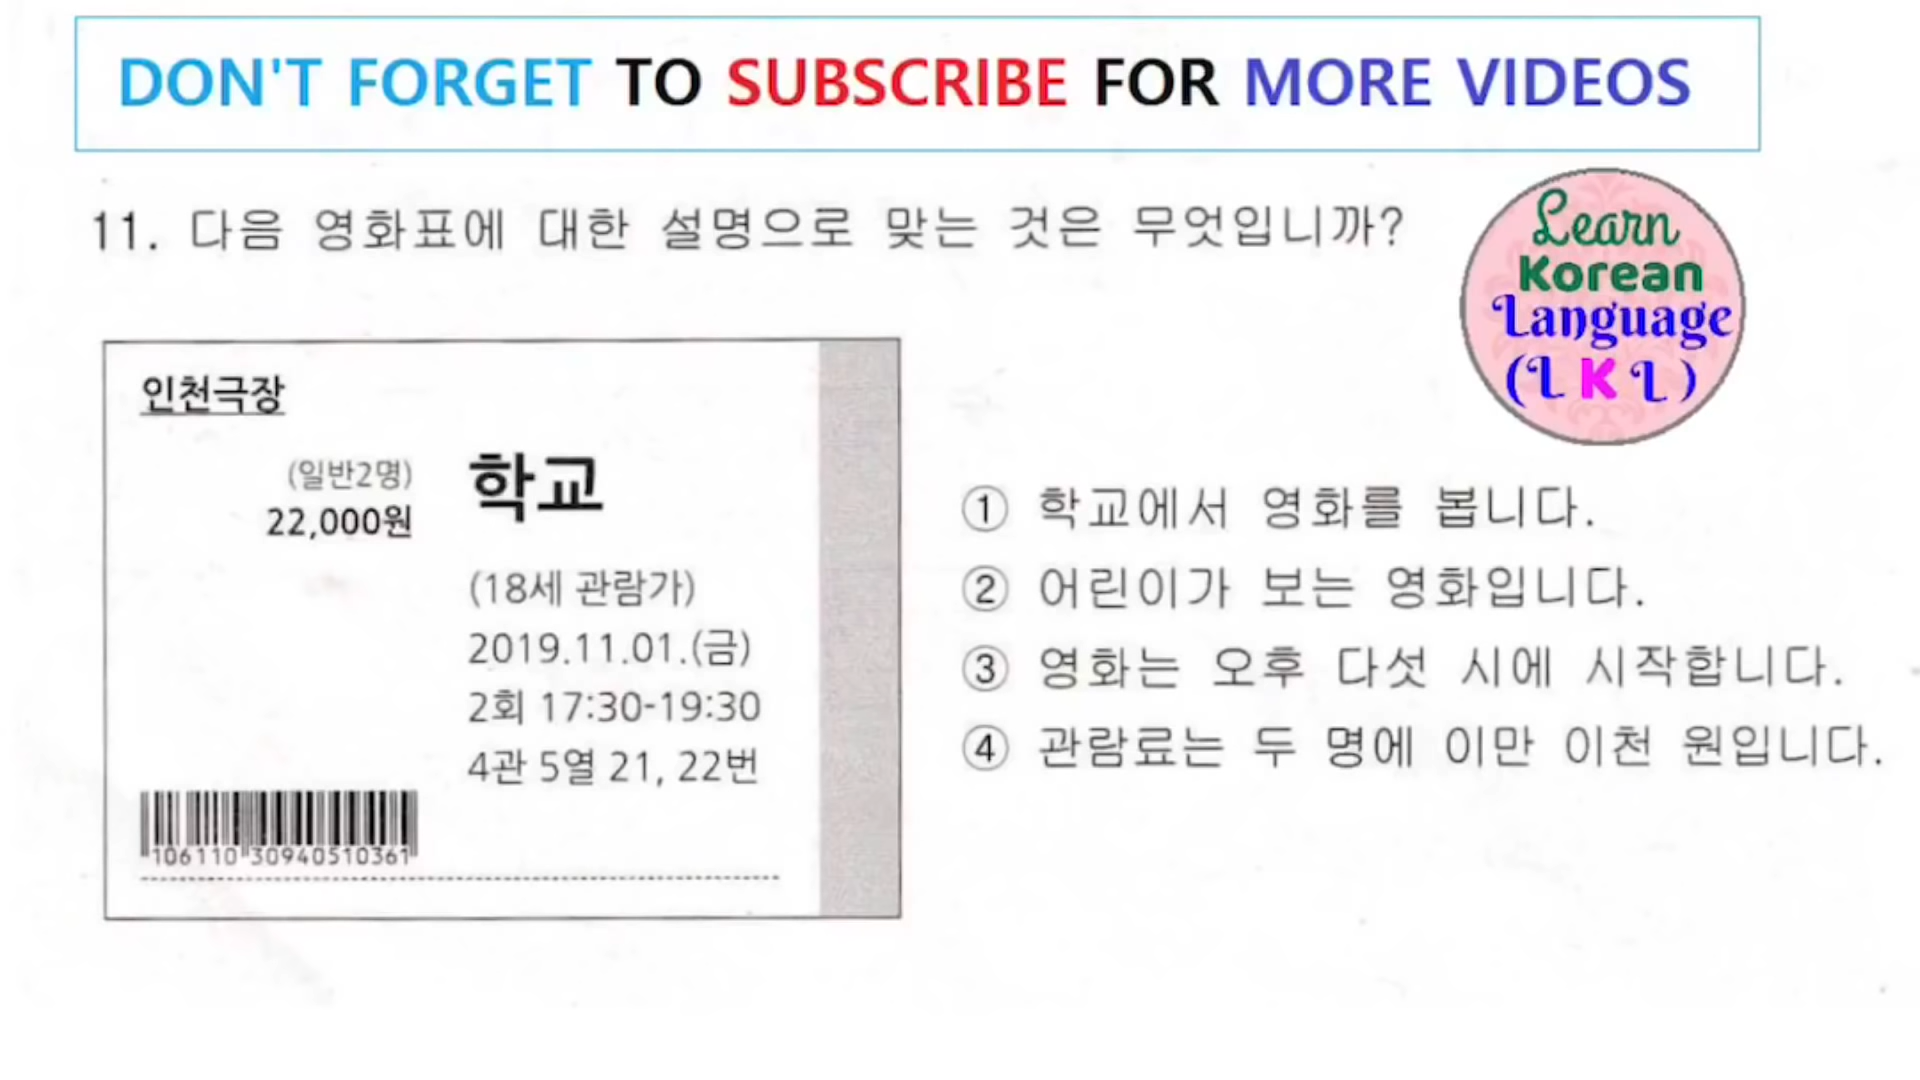 DON'T FORGET TO SUBSCRIBE FOR MORE VIDEOS
11. 다음 영화표에 대한 설명으로 맞는 것은 무엇입니까?
Learn
Korean
Language
(L K L)
인천극장
(일반2명)
22,000원
학교
(18세 관람가)
2019.11.01.(금)
2회 17:30-19:30
4관 5열 21, 22번
106110 30940510361
① 학교에서 영화를 봅니다.
② 어린이가 보는 영화입니다.
③ 영화는 오후 다섯 시에 시작합니다.
④ 관람료는 두 명에 이만 이천 원입니다.